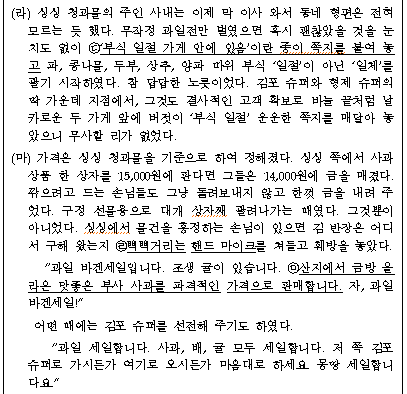 (라) 싱싱 청과물의 주인 사내는 이제 막 이사 와서 동네 형편은 전혀
모르는 듯 했다. 무작정 과일전만 벌였으면 혹시 괜찮았을 것을 눈
치도 없이 ㉢'부식 일절 가게 안에 있음'이란 종이 쪽지를 붙여 놓
고 파, 콩나물, 두부, 상추, 양파 따위 부식 '일절'이 아닌 '일체'를
팔기 시작하였다. 참 답답한 노릇이었다. 김포 슈퍼와 형제 슈퍼의
딱 가운데 지점에서, 그것도 결사적인 고객 확보로 바늘 끝처럼 날
카로운 두 가게 앞에 버젓이 '부식 일절' 운운한 쪽지를 매달아 놓
았으니 무사할 리가 없었다.
(마) 가격은 싱싱 청과물을 기준으로 하여 정해졌다. 싱싱 쪽에서 사과
상품 한 상자를 15,000원에 판다면 그들은 14,000원에 금을 매겼다.
깎으려고 드는 손님들도 그냥 돌려보내지 않고 한껏 금을 내려 주
었다. 구정 선물용으로 대개 상자째 팔려나가는 때였다. 그것뿐이
아니었다. 싱싱에서 물건을 흥정하는 손님이 있으면 김 반장은 어디
서 구해 왔는지 ㉣빽빽거리는 핸드 마이크를 쳐들고 훼방을 놓았다.
"과일 바겐세일입니다. 조생 귤이 있습니다. ㉤산지에서 금방 올
라온 맛좋은 부사 사과를 파격적인 가격으로 판매합니다. 자, 과일
바겐세일!"
어떤 때에는 김포 슈퍼를 선전해 주기도 하였다.
"과일 세일합니다. 사과, 배, 귤 모두 세일합니다. 저 쪽 김포
슈퍼로 가시든가 여기로 오시든가 마음대로 하세요. 몽땅 세일합니
다요."